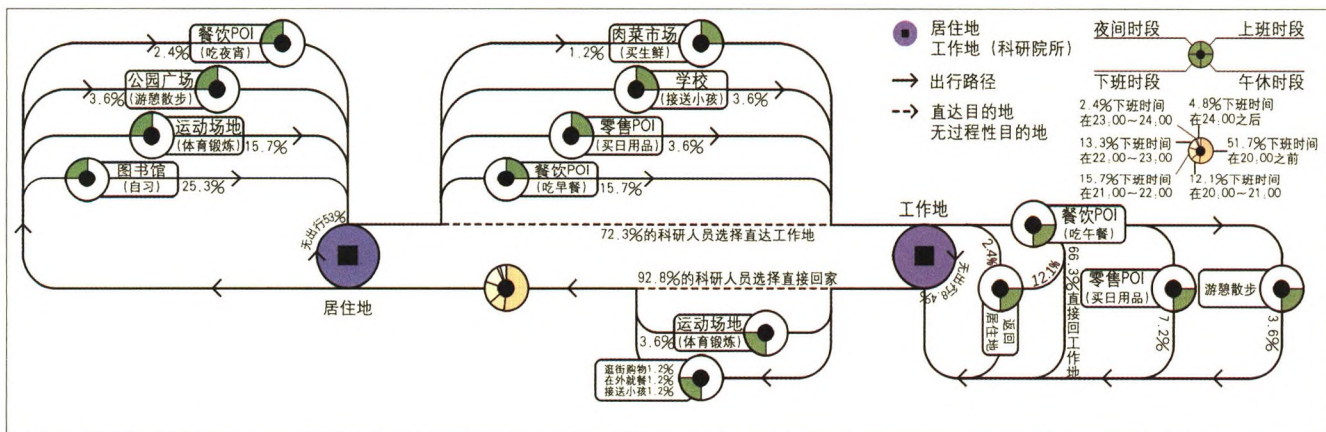 餐饮POI
(吃夜宵)
2.4%
公园广场
(游憩散步)
3.6%
运动场地
(体育锻炼)
15.7%
图书馆
(自习)
25.3%
无出行53%
居住地
肉菜市场
(买生鲜)
1.2%
学校
(接送小孩)
3.6%
零售POI
(买日用品)
3.6%
餐饮POI
(吃早餐)
15.7%
72.3%的科研人员选择直达工作地
92.8%的科研人员选择直接回家
运动场地
(体育锻炼)
3.6%
逛街购物1.2%
在外就餐1.2%
接送小孩1.2%
工作地
无出行8.4%
餐饮POI
(吃午餐)
2.4%
12.1%
返回
居住地
66.3%直接回工作地
零售POI
(买日用品)
7.2%
游憩散步
3.6%
居住地
工作地(科研院所)
出行路径
直达目的地
无过程性目的地
夜间时段
上班时段
下班时段
午休时段
2.4%下班时间
在23:00~24:00
4.8%下班时间
在24:00之后
13.3%下班时间
在22:00~23:00
51.7%下班时间
在20:00之前
15.7%下班时间
在21:00~22:00
12.1%下班时间
在20:00~21:00